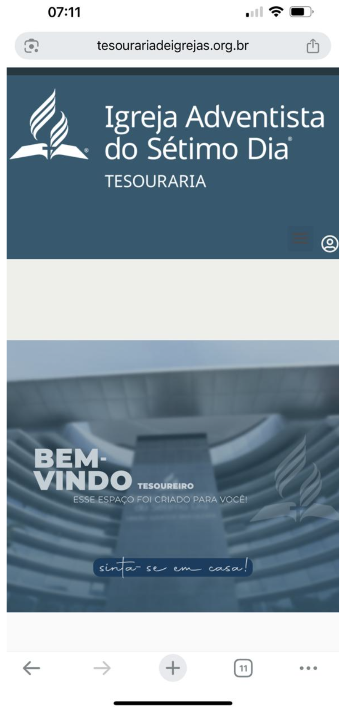 07:11
tesourariadeigrejas.org.br
Igreja Adventista
do Sétimo Dia®
TESOURARIA
BEM-
VINDO TESOUREIRO
ESSE ESPAÇO FOI CRIADO PARA VOCÊ!
sinta-se em casa!
11